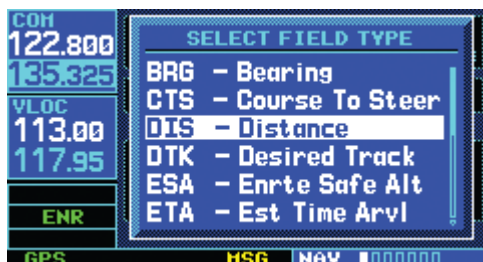 COM
122.800
135.325
VLOC
113.00
117.95
ENR
GPS
SELECT FIELD TYPE
BRG – Bearing
CTS – Course To Steer
DIS – Distance
DTK – Desired Track
ESA – Enrte Safe Alt
ETA – Est Time Arvl
MSG
NAV